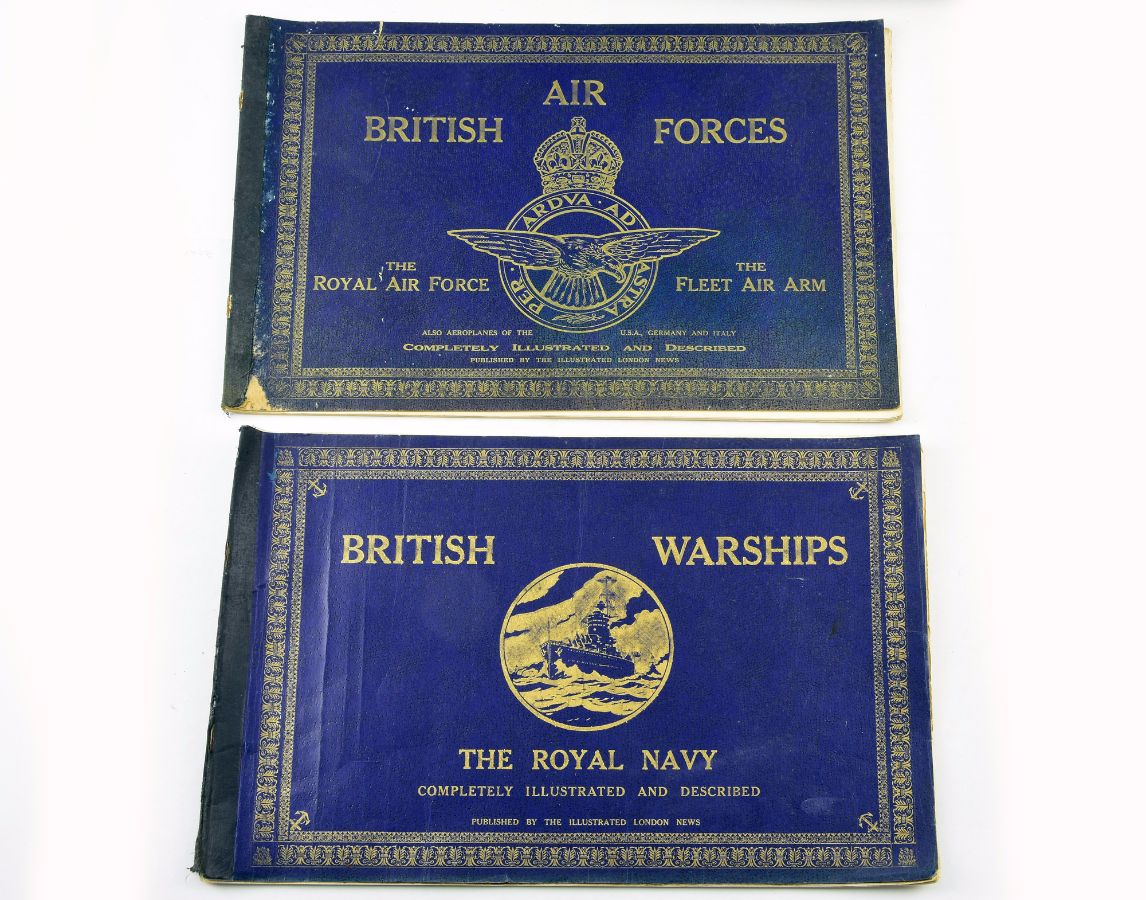 AIR
BRITISH FORCES
PER · ARDVA · AD ASTRA
THE THE
ROYAL AIR FORCE FLEET AIR ARM
ALSO AEROPLANES OF THE U.S.A., GERMANY AND ITALY
COMPLETELY ILLUSTRATED AND DESCRIBED
PUBLISHED BY THE ILLUSTRATED LONDON NEWS
BRITISH WARSHIPS
THE ROYAL NAVY
COMPLETELY ILLUSTRATED AND DESCRIBED
PUBLISHED BY THE ILLUSTRATED LONDON NEWS